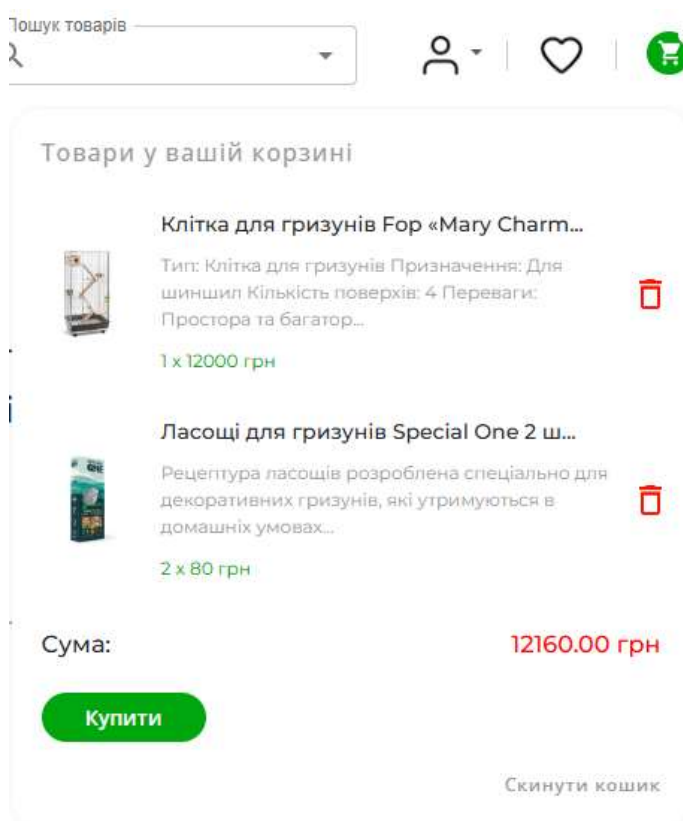 Пошук товарів
Товари у вашій корзині
Клітка для гризунів Fop «Mary Charm...
Тип: Клітка для гризунів Призначення: Для
шиншил Кількість поверхів: 4 Переваги:
Простора та багатор...
1 x 12000 грн
Ласощі для гризунів Special One 2 ш...
Рецептура ласощів розроблена спеціально для
декоративних гризунів, які утримуються в
домашніх умовах...
2 x 80 грн
Сума:
12160.00 грн
Купити
Скинути кошик